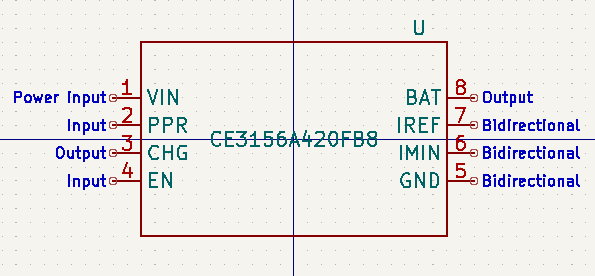 U
Power input 1 VIN BAT 8 Output
Input 2 PPR IREF 7 Bidirectional
CE3156A420FB8
Output 3 CHG IMIN 6 Bidirectional
Input 4 EN GND 5 Bidirectional